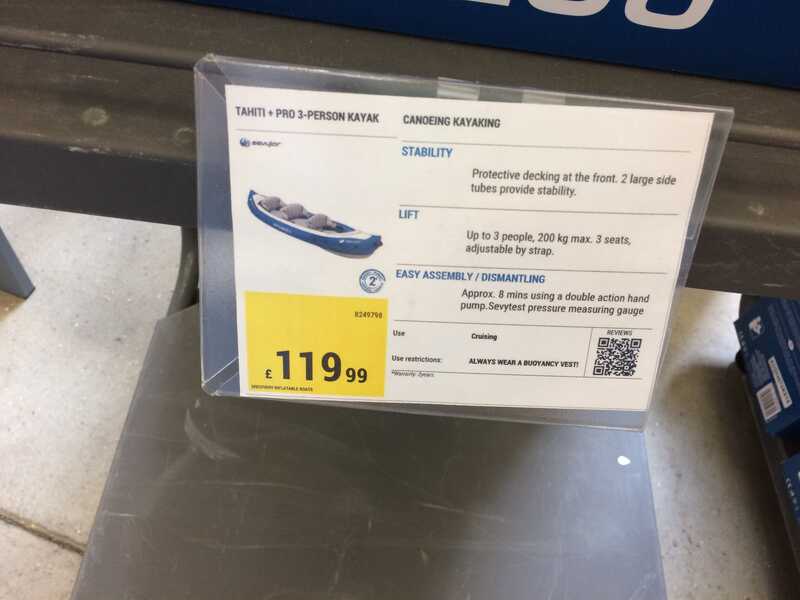 TAHITI + PRO 3-PERSON KAYAK
sevylor
8249798
£ 119 99
DISCOVERY INFLATABLE BOATS
CANOEING KAYAKING
STABILITY
Protective decking at the front. 2 large side
tubes provide stability.
LIFT
Up to 3 people, 200 kg max. 3 seats,
adjustable by strap.
EASY ASSEMBLY / DISMANTLING
Approx. 8 mins using a double action hand
pump.Sevytest pressure measuring gauge
Use
Cruising
Use restrictions:
ALWAYS WEAR A BUOYANCY VEST!
*Warranty: 2years.
REVIEWS
2